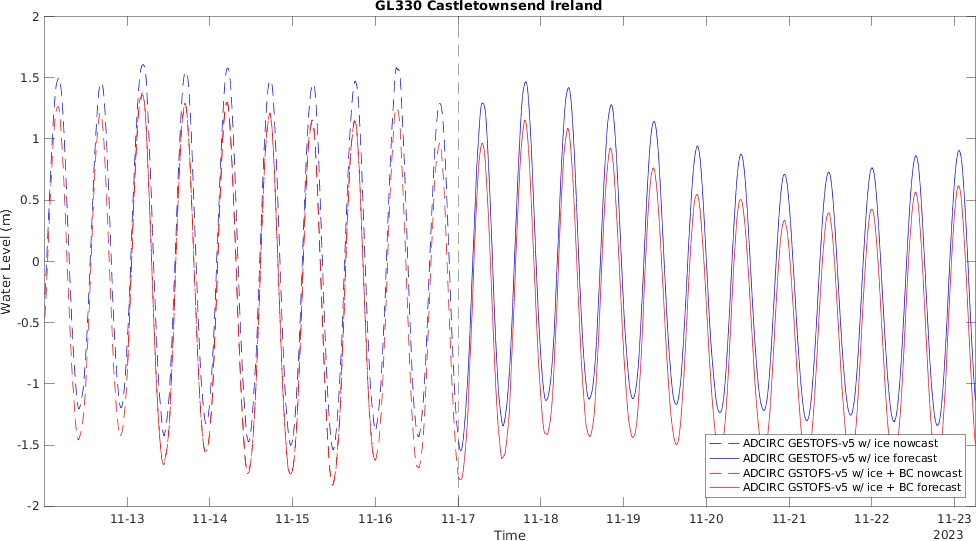 GL330 Castletownsend Ireland
2
1.5
1
0.5
0
-0.5
-1
-1.5
-2
Water Level (m)
ADCIRC GESTOFS-v5 w/ ice nowcast
ADCIRC GESTOFS-v5 w/ ice forecast
ADCIRC GSTOFS-v5 w/ ice + BC nowcast
ADCIRC GSTOFS-v5 w/ ice + BC forecast
11-13 11-14 11-15 11-16 11-17 11-18 11-19 11-20 11-21 11-22 11-23
Time
2023